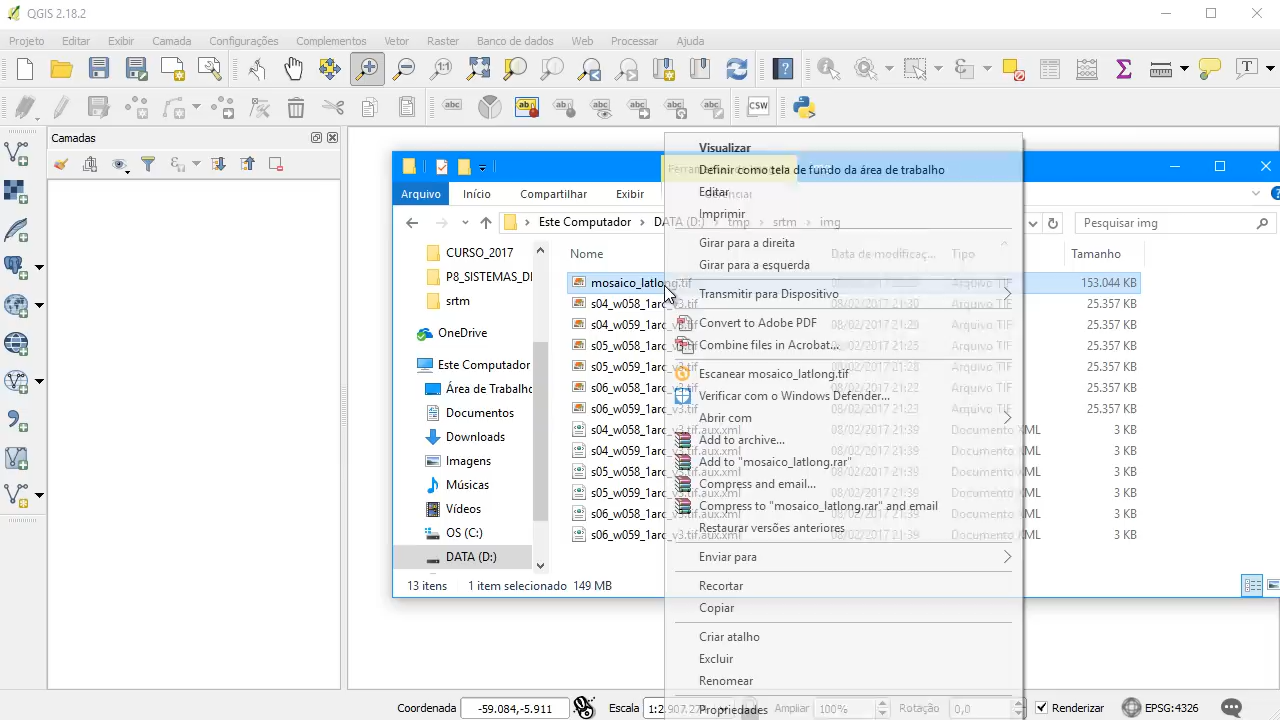 QGIS 2.18.2
Projeto Editar Exibir Camada Configurações Complementos Vetor Raster Banco de dados Web Processar Ajuda
Camadas
Arquivo Início Compartilhar Exibir
Este Computador DATA (D:) tmp srtm img
Pesquisar img
CURSO_2017
srtm
OneDrive
Este Computador
Documentos
Downloads
Imagens
Músicas
Vídeos
OS (C:)
DATA (D:)
Nome Tipo Tamanho
mosaico_latlong.tif 153.044 KB
25.357 KB
25.357 KB
25.357 KB
25.357 KB
25.357 KB
25.357 KB
3 KB
3 KB
3 KB
3 KB
3 KB
3 KB
13 itens 1 item selecionado 149 MB
Visualizar
Definir como tela de fundo da área de trabalho
Editar
Imprimir
Girar para a direita
Girar para a esquerda
Transmitir para Dispositivo
Convert to Adobe PDF
Combine files in Acrobat...
Escanear mosaico_latlong.tif
Verificar com o Windows Defender...
Abrir com
Add to archive...
Add to "mosaico_latlong.rar"
Compress and email...
Compress to "mosaico_latlong.rar" and email
Restaurar versões anteriores
Enviar para
Recortar
Copiar
Criar atalho
Excluir
Renomear
Propriedades
Coordenada -59.084,-5.911 Escala Ampliar 100% Rotação 0,0 Renderizar EPSG:4326